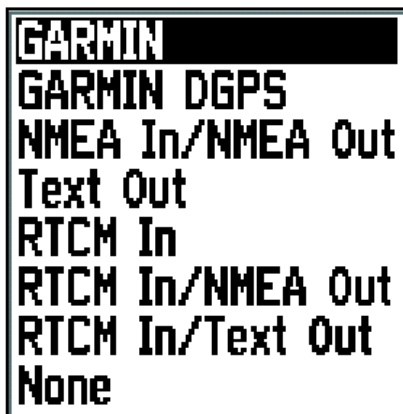 GARMIN
GARMIN DGPS
NMEA In/NMEA Out
Text Out
RTCM In
RTCM In/NMEA Out
RTCM In/Text Out
None